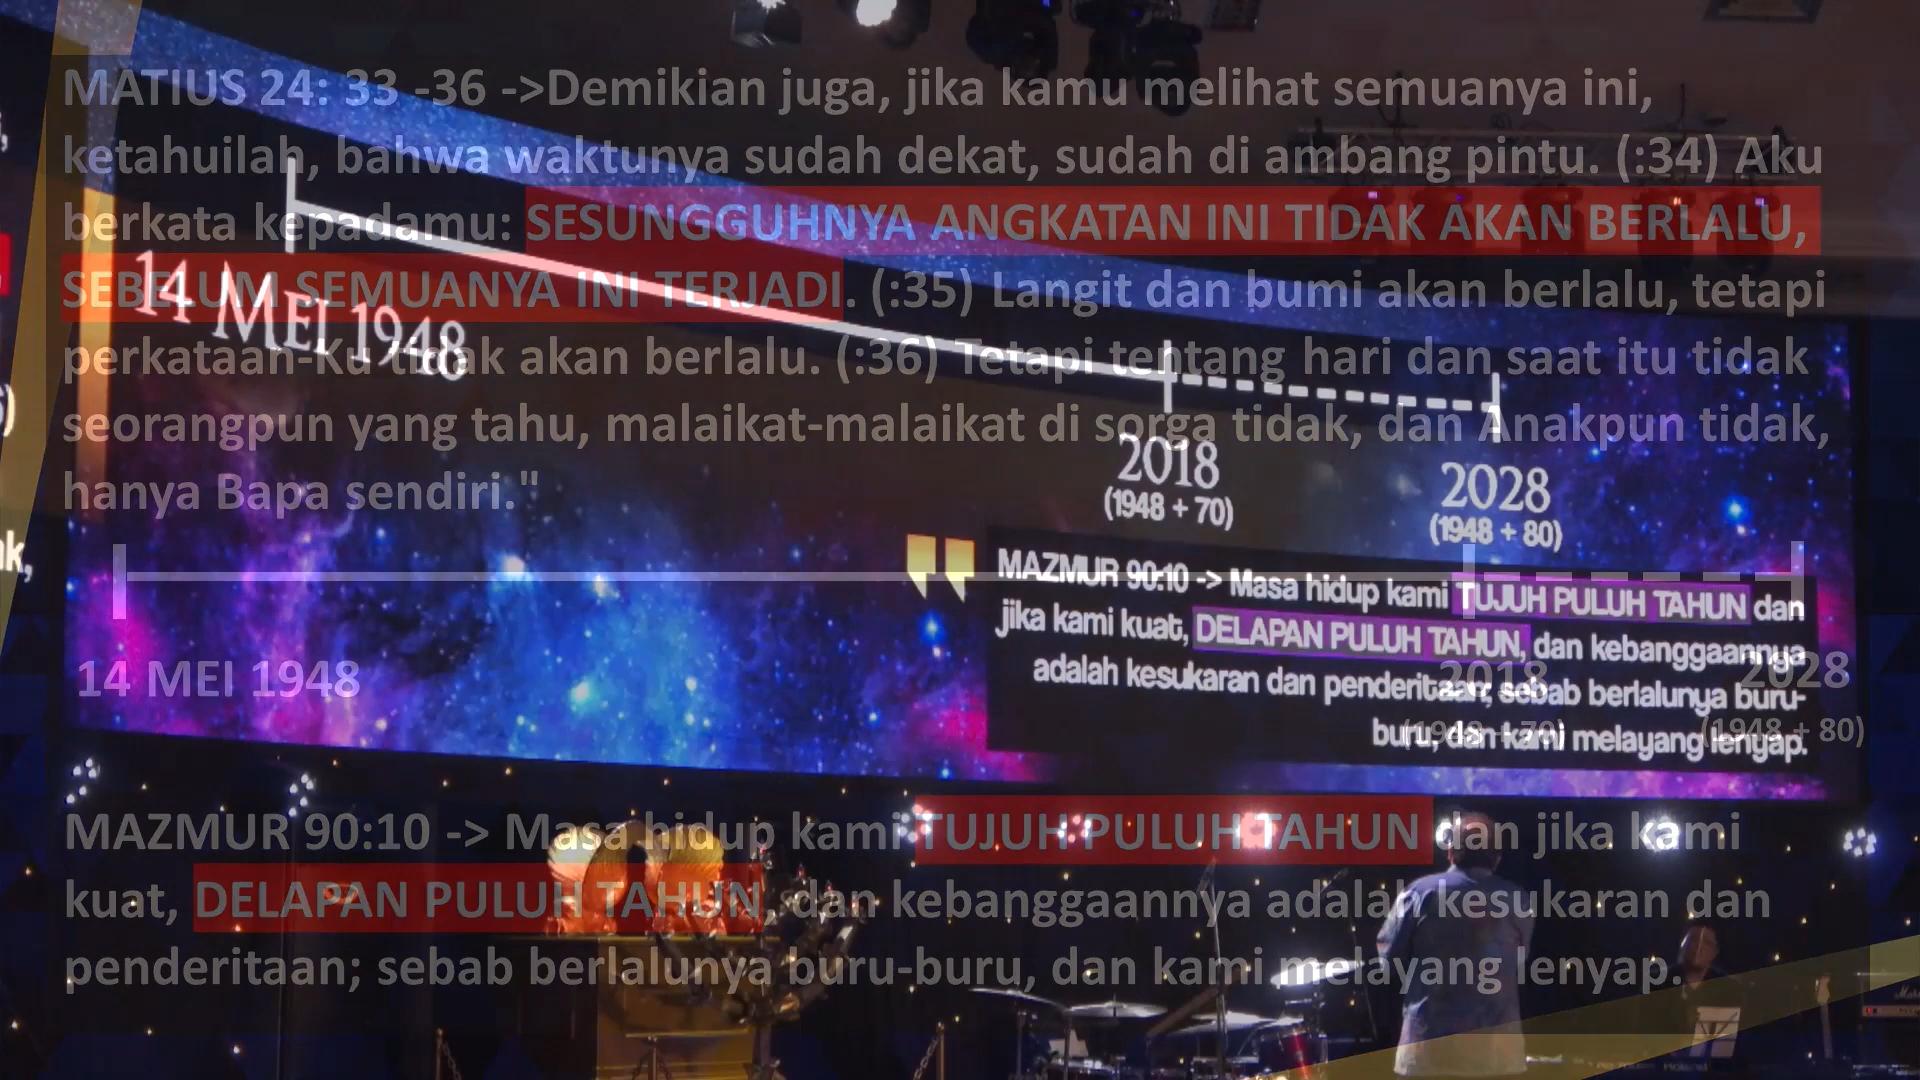 MATIUS 24: 33 -36 ->Demikian juga, jika kamu melihat semuanya ini,
ketahuilah, bahwa waktunya sudah dekat, sudah di ambang pintu. (:34) Aku
berkata kepadamu: SESUNGGUHNYA ANGKATAN INI TIDAK AKAN BERLALU,
SEBELUM SEMUANYA INI TERJADI. (:35) Langit dan bumi akan berlalu, tetapi
perkataan-Ku tidak akan berlalu. (:36) Tetapi tentang hari dan saat itu tidak
seorangpun yang tahu, malaikat-malaikat di sorga tidak, dan Anakpun tidak,
hanya Bapa sendiri."
14 MEI 1948
2018
(1948 + 70)
2028
(1948 + 80)
MAZMUR 90:10 -> Masa hidup kami TUJUH PULUH TAHUN dan
jika kami kuat, DELAPAN PULUH TAHUN, dan kebanggaannya
adalah kesukaran dan penderitaan; sebab berlalunya buru-
buru, dan kami melayang lenyap.
14 MEI 1948
2018
(1948 + 70)
2028
(1948 + 80)
MAZMUR 90:10 -> Masa hidup kami TUJUH PULUH TAHUN dan jika kami
kuat, DELAPAN PULUH TAHUN, dan kebanggaannya adalah kesukaran dan
penderitaan; sebab berlalunya buru-buru, dan kami melayang lenyap.